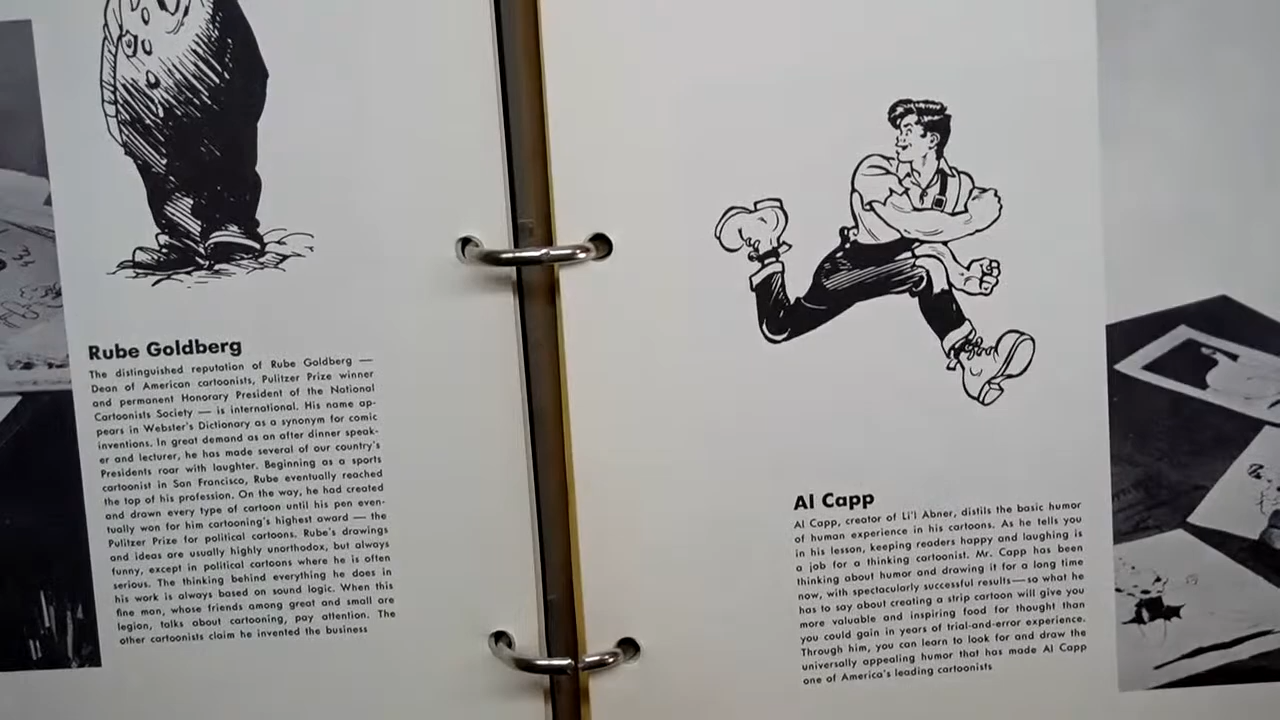 Rube Goldberg
The distinguished reputation of Rube Goldberg —
Dean of American cartoonists, Pulitzer Prize winner
and permanent Honorary President of the National
Cartoonists Society — is international. His name ap-
pears in Webster's Dictionary as a synonym for comic
inventions. In great demand as an after dinner speak-
er and lecturer, he has made several of our country's
Presidents roar with laughter. Beginning as a sports
cartoonist in San Francisco, Rube eventually reached
the top of his profession. On the way, he had created
and drawn every type of cartoon until his pen even-
tually won for him cartooning's highest award — the
Pulitzer Prize for political cartoons. Rube's drawings
and ideas are usually highly unorthodox, but always
funny, except in political cartoons where he is often
serious. The thinking behind everything he does in
his work is always based on sound logic. When this
fine man, whose friends among great and small are
legion, talks about cartooning, pay attention. The
other cartoonists claim he invented the business
Al Capp
Al Capp, creator of Li'l Abner, distils the basic humor
of human experience in his cartoons. As he tells you
in his lesson, keeping readers happy and laughing is
a job for a thinking cartoonist. Mr. Capp has been
thinking about humor and drawing it for a long time
now, with spectacularly successful results — so what he
has to say about creating a strip cartoon will give you
more valuable and inspiring food for thought than
you could gain in years of trial-and-error experience.
Through him, you can learn to look for and draw the
universally appealing humor that has made Al Capp
one of America's leading cartoonists